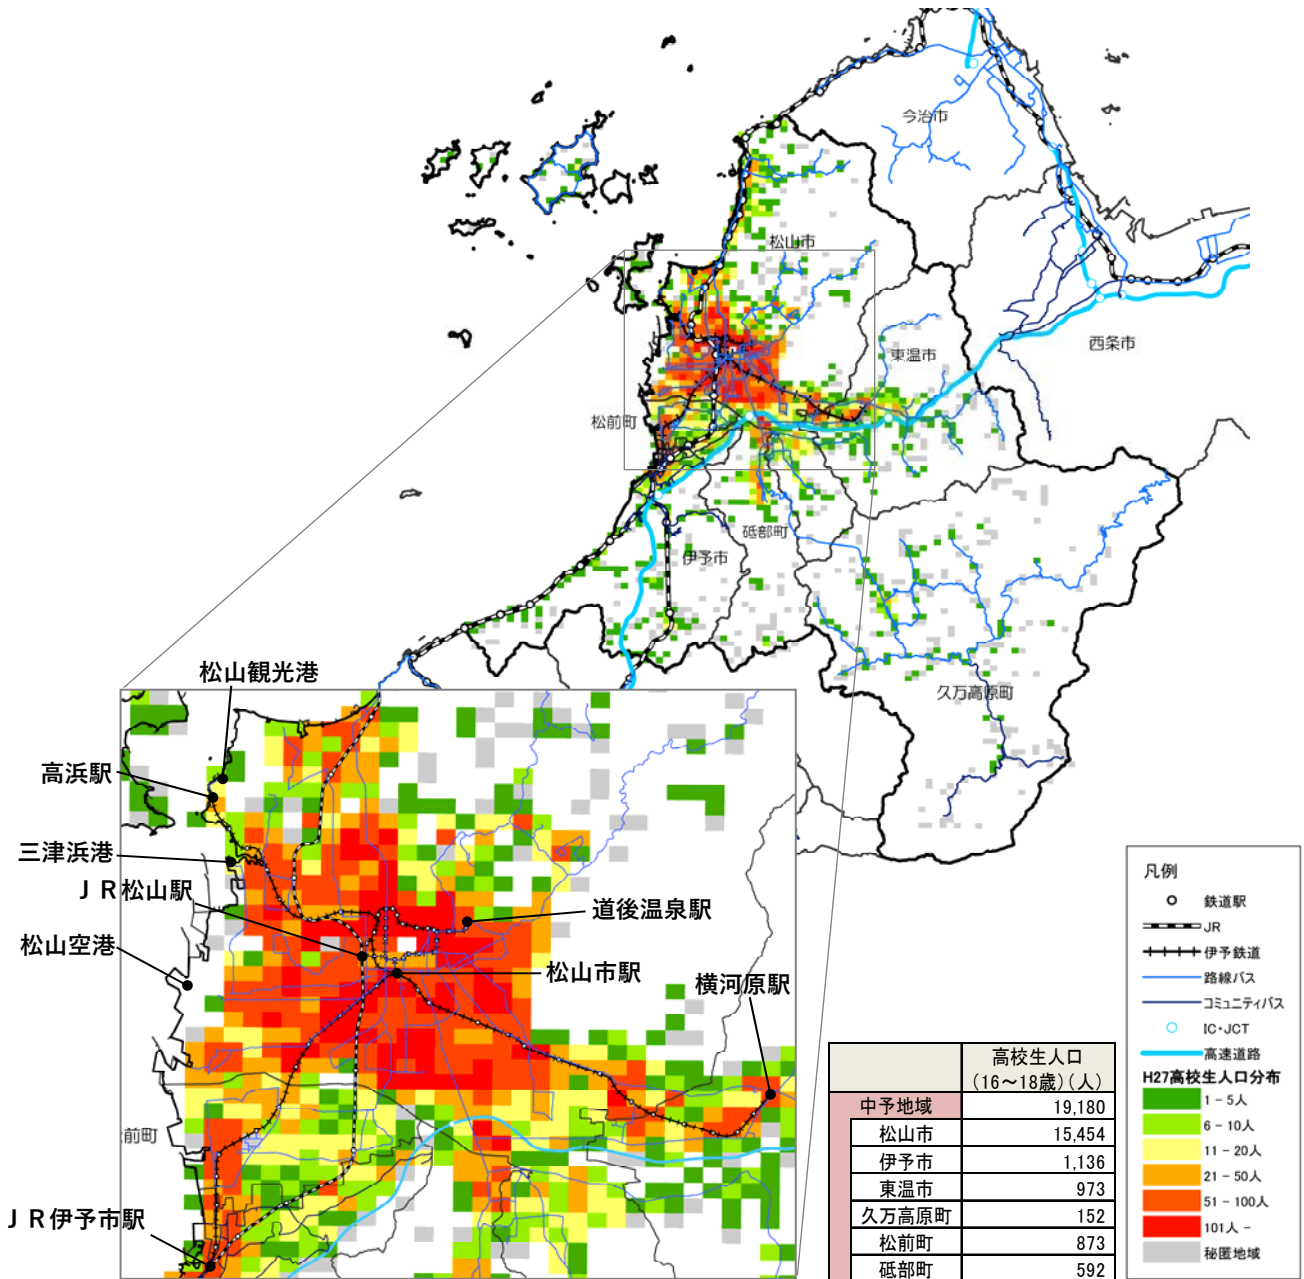 今治市
松山市
東温市
西条市
松前町
砥部町
伊予市
久万高原町
松山観光港
高浜駅
三津浜港
JR松山駅
松山空港
道後温泉駅
松山市駅
横河原駅
前町
JR伊予市駅
高校生人口
(16～18歳)(人)
中予地域 19,180
松山市 15,454
伊予市 1,136
東温市 973
久万高原町 152
松前町 873
砥部町 592
凡例
鉄道駅
JR
伊予鉄道
路線バス
コミュニティバス
IC・JCT
高速道路
H27高校生人口分布
1 - 5人
6 - 10人
11 - 20人
21 - 50人
51 - 100人
101人 -
秘匿地域